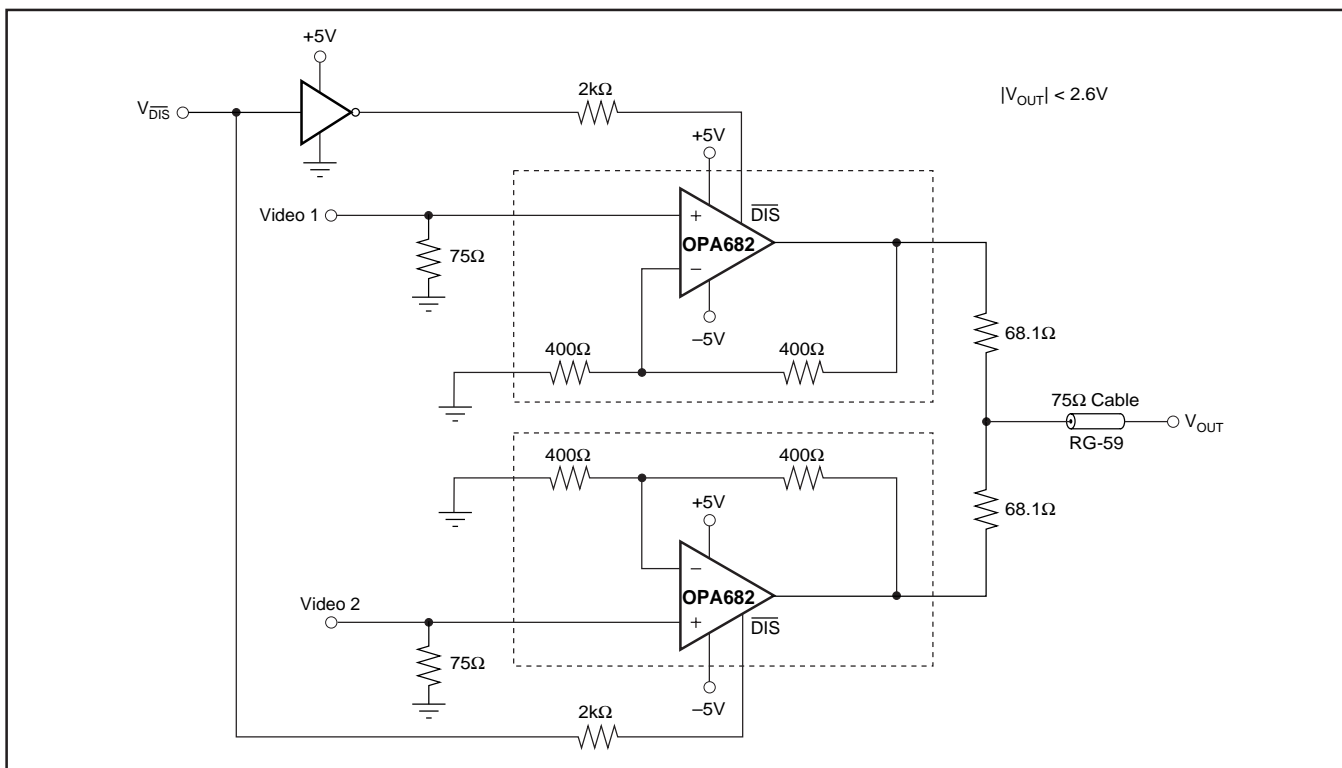 +5V
V_DIS
2kΩ
|V_OUT| < 2.6V
+5V
Video 1
+
DIS
OPA682
75Ω
−
−5V
400Ω
400Ω
68.1Ω
75Ω Cable
V_OUT
RG-59
400Ω
400Ω
+5V
68.1Ω
−
OPA682
Video 2
+
DIS
75Ω
−5V
2kΩ